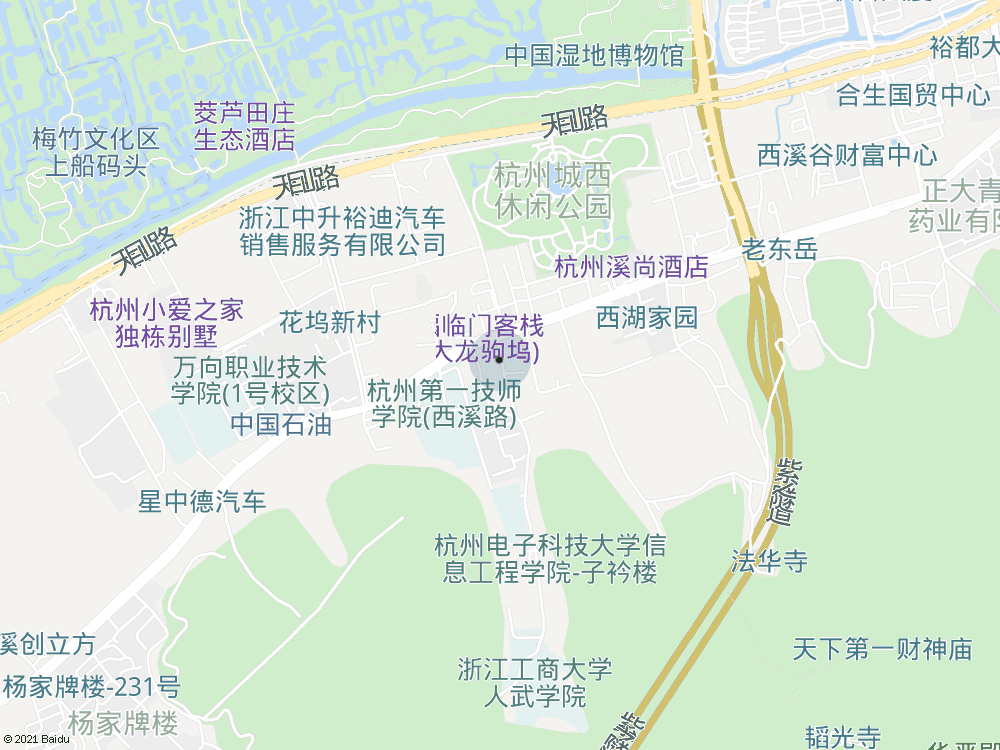 中国湿地博物馆
裕都大
合生国贸中心
茭芦田庄
生态酒店
天目山路
梅竹文化区
上船码头
西溪谷财富中心
天目山路
杭州城西
休闲公园
正大青
药业有限
浙江中升裕迪汽车
销售服务有限公司
天目山路
老东岳
杭州溪尚酒店
杭州小爱之家
独栋别墅
花坞新村
临门客栈
大龙驹坞)
西湖家园
万向职业技术
学院(1号校区)
杭州第一技师
学院(西溪路)
中国石油
星中德汽车
紫之隧道
杭州电子科技大学信
息工程学院-子衿楼
法华寺
溪创立方
天下第一财神庙
浙江工商大学
人武学院
杨家牌楼-231号
杨家牌楼
紫
韬光寺
© 2021 Baidu